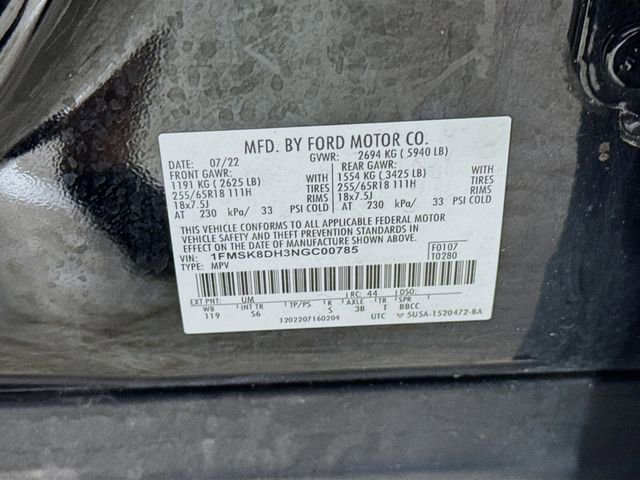 MFD. BY FORD MOTOR CO.
DATE: 07/22 GVWR: 2694 KG ( 5940 LB)
FRONT GAWR: REAR GAWR:
1191 KG ( 2625 LB) 1554 KG ( 3425 LB)
255/65R18 111H TIRES 255/65R18 111H TIRES
18x7.5J RIMS 18x7.5J RIMS
AT 230 kPa/ 33 PSI COLD AT 230 kPa/ 33 PSI COLD
THIS VEHICLE CONFORMS TO ALL APPLICABLE FEDERAL MOTOR
VEHICLE SAFETY AND THEFT PREVENTION STANDARDS IN
EFFECT ON THE DATE OF MANUFACTURE SHOWN ABOVE.
VIN: 1FMSK8DH3NGC00785 F0107
TYPE: MPV T0280
EXT PNT: UM RC: 44 DSO:
WB INT TR TP/PS R AXLE TR SPR
119 S6 S 3B T BBCC
1202207160204 UTC 5USA-1520472-BA